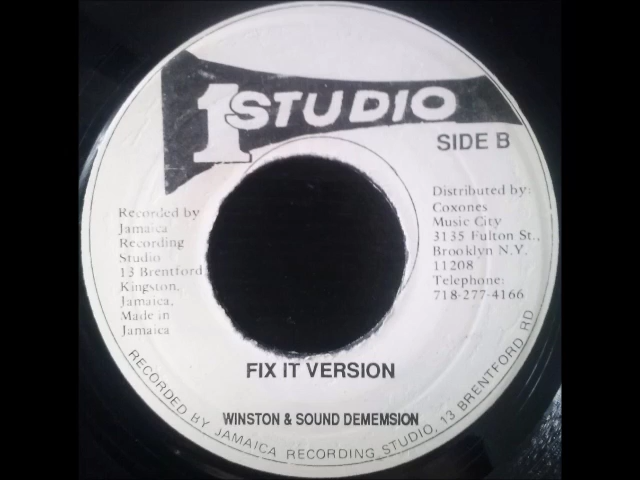 1 STUDIO
SIDE B
Recorded by
Jamaica
Recording
Studio
13 Brentford
Kingston,
Jamaica,
Made in
Jamaica
Distributed by:
Coxones
Music City
3135 Fulton St.,
Brooklyn N.Y.
11208
Telephone:
718-277-4166
FIX IT VERSION
WINSTON & SOUND DEMEMSION
RECORDED BY JAMAICA RECORDING STUDIO, 13 BRENTFORD RD